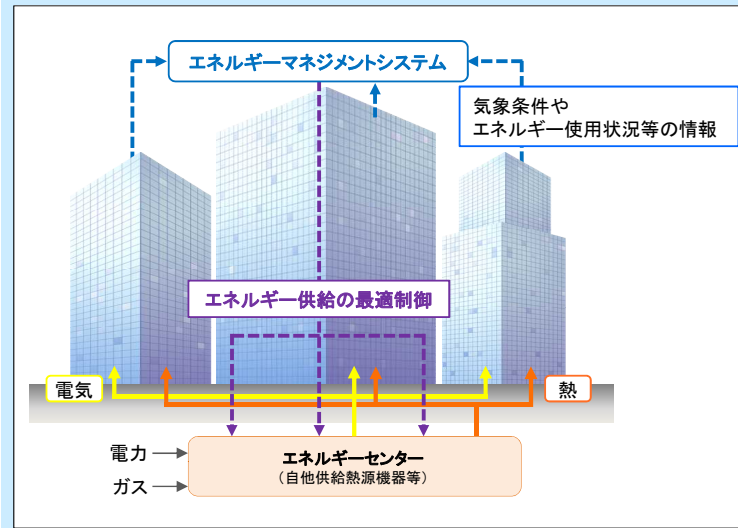 エネルギーマネジメントシステム
気象条件や
エネルギー使用状況等の情報
エネルギー供給の最適制御
電気
熱
電力
ガス
エネルギーセンター
（自他供給熱源機器等）